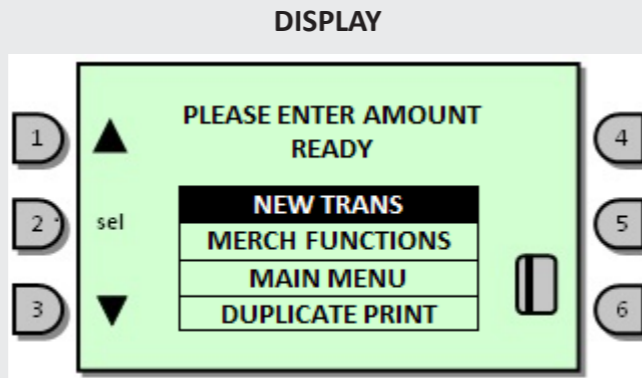 DISPLAY
PLEASE ENTER AMOUNT
READY
1
4
NEW TRANS
2
sel
5
MERCH FUNCTIONS
MAIN MENU
3
6
DUPLICATE PRINT